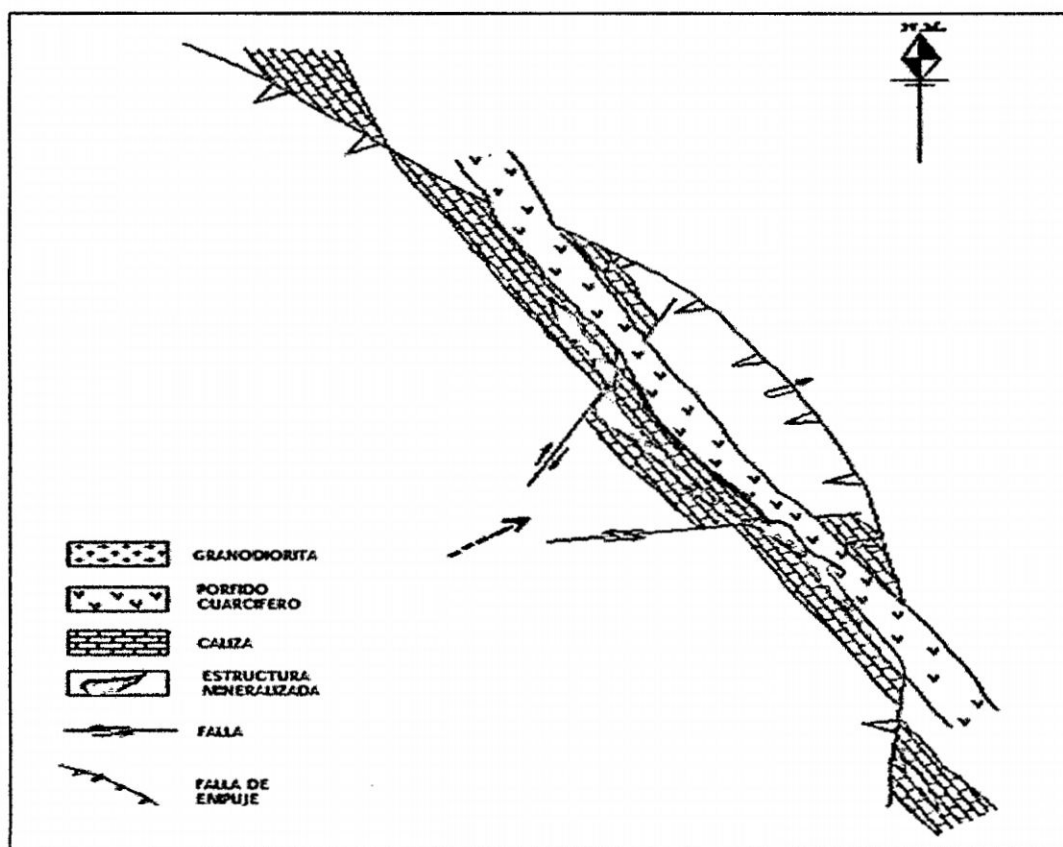 N.M.
GRANODIORITA
PORFIDO
CUARCIFERO
CALIZA
ESTRUCTURA
MINERALIZADA
FALLA
FALLA DE
EMPUJE